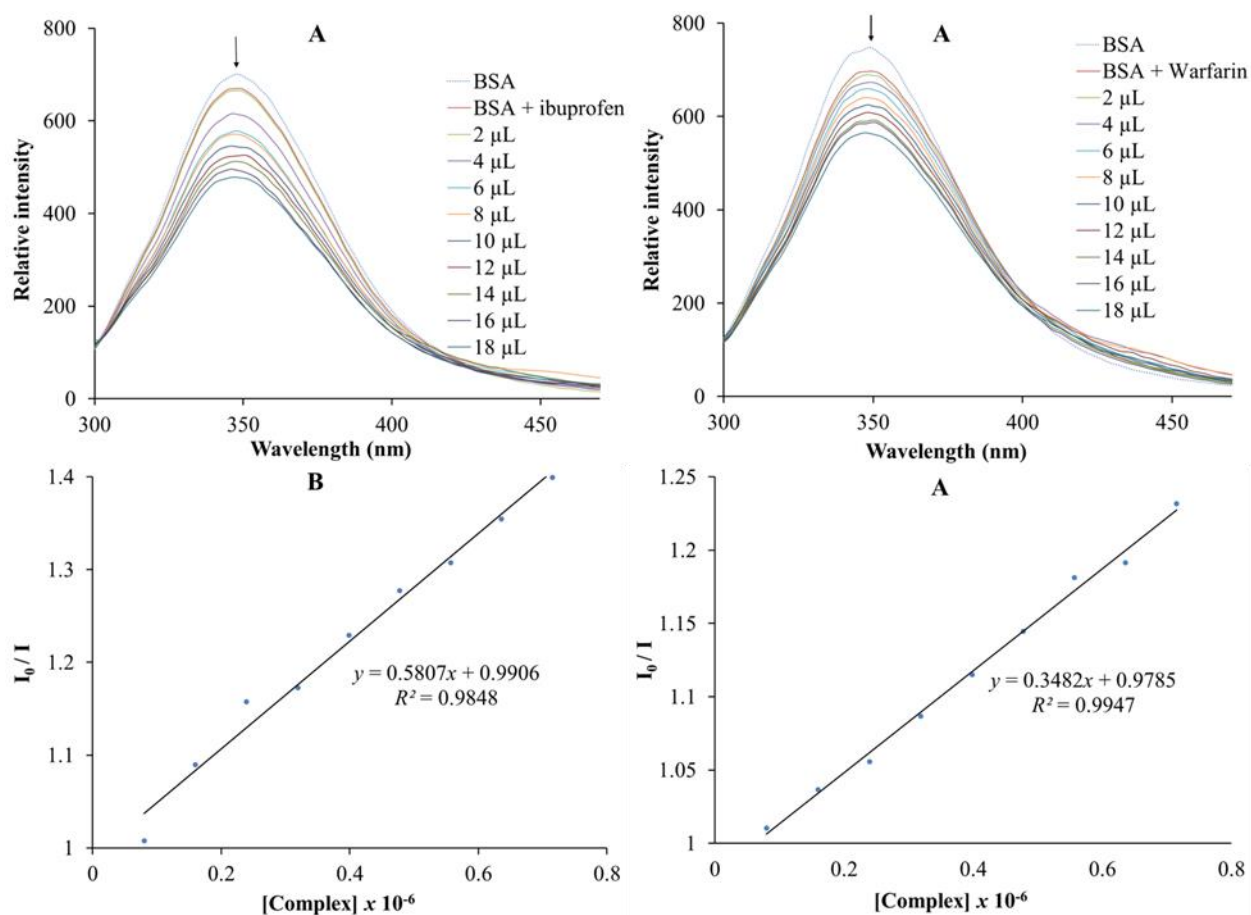 A
800
600
400
200
0
Relative intensity
300
350
400
450
Wavelength (nm)
BSA
BSA + ibuprofen
2 µL
4 µL
6 µL
8 µL
10 µL
12 µL
14 µL
16 µL
18 µL
A
800
600
400
200
0
Relative intensity
300
350
400
450
Wavelength (nm)
BSA
BSA + Warfarin
2 µL
4 µL
6 µL
8 µL
10 µL
12 µL
14 µL
16 µL
18 µL
B
1.4
1.3
1.2
1.1
1
I₀ / I
y = 0.5807x + 0.9906
R² = 0.9848
0
0.2
0.4
0.6
0.8
[Complex] x 10⁻⁶
A
1.25
1.2
1.15
1.1
1.05
1
I₀ / I
y = 0.3482x + 0.9785
R² = 0.9947
0
0.2
0.4
0.6
0.8
[Complex] x 10⁻⁶